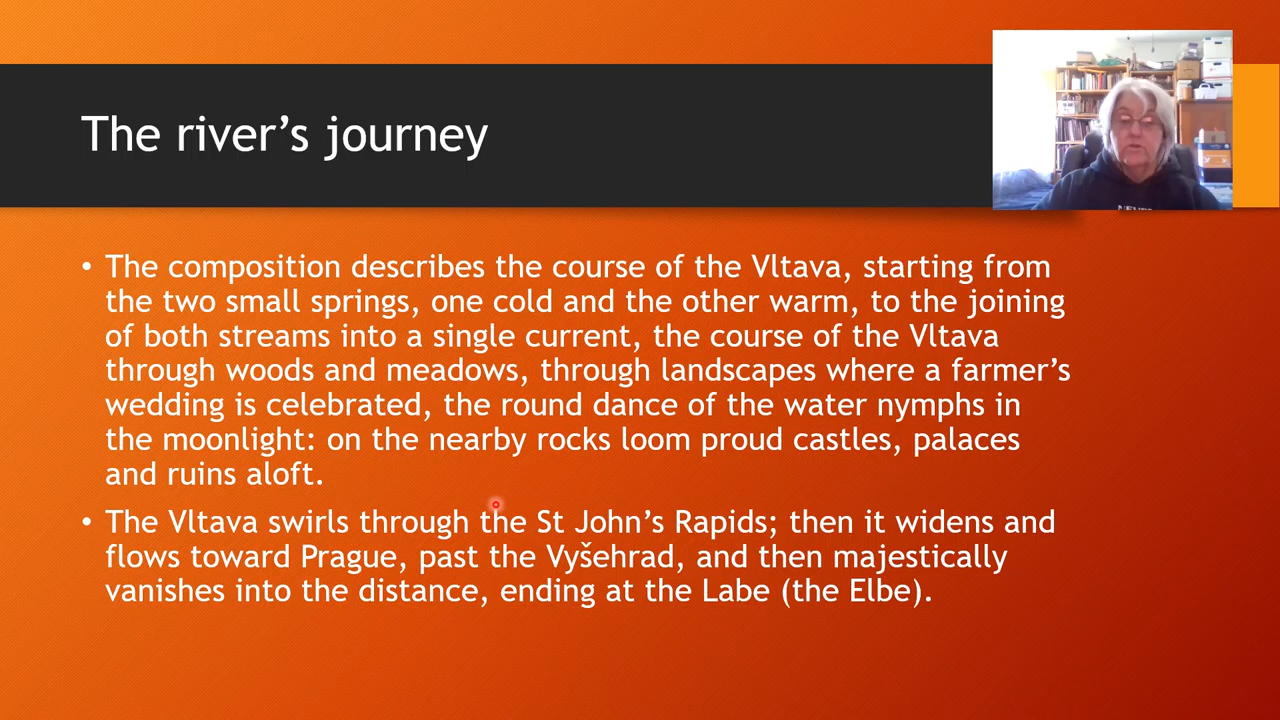 The river’s journey
• The composition describes the course of the Vltava, starting from
the two small springs, one cold and the other warm, to the joining
of both streams into a single current, the course of the Vltava
through woods and meadows, through landscapes where a farmer’s
wedding is celebrated, the round dance of the water nymphs in
the moonlight: on the nearby rocks loom proud castles, palaces
and ruins aloft.
• The Vltava swirls through the St John’s Rapids; then it widens and
flows toward Prague, past the Vyšehrad, and then majestically
vanishes into the distance, ending at the Labe (the Elbe).